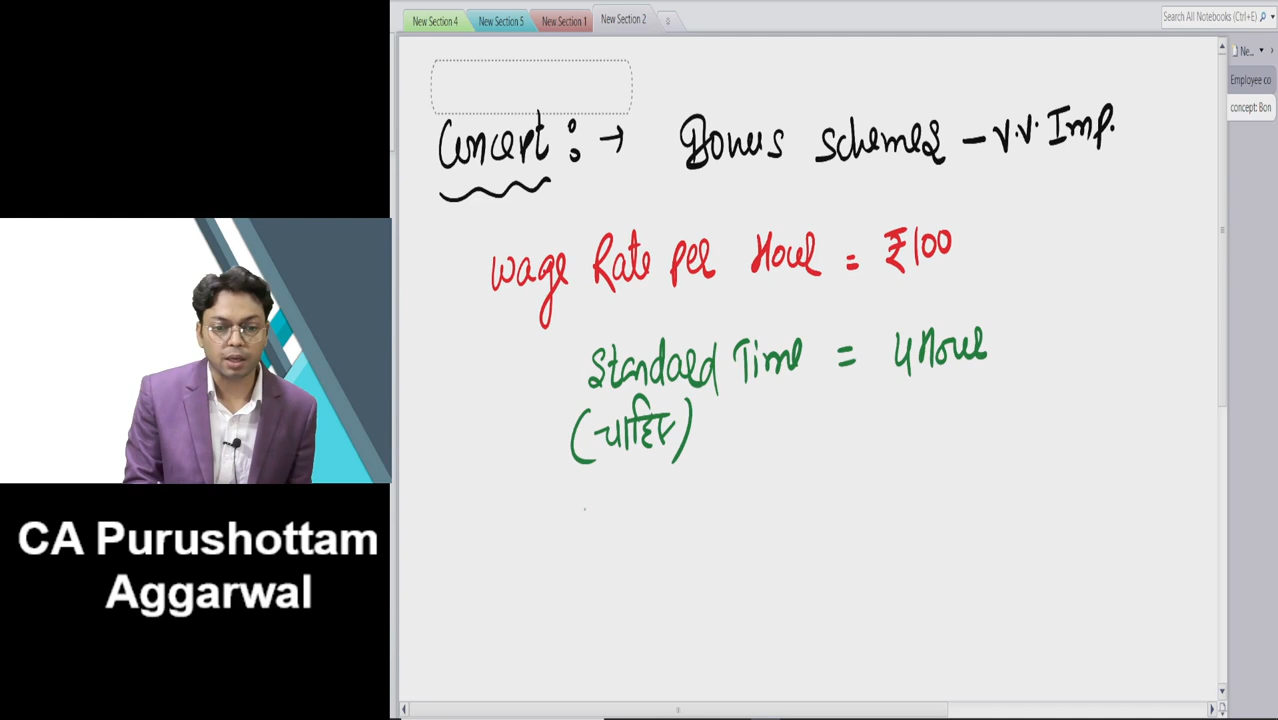 New Section 4 New Section 5 New Section 1 New Section 2
Search All Notebooks (Ctrl+E)
Ne...
Employee co
concept: Bon
Concept :→ Bonus Schemes – V.V. Imp.
Wage Rate per Hour = ₹100
Standard Time = 4 Hour
(चाहिए)
CA Purushottam
Aggarwal